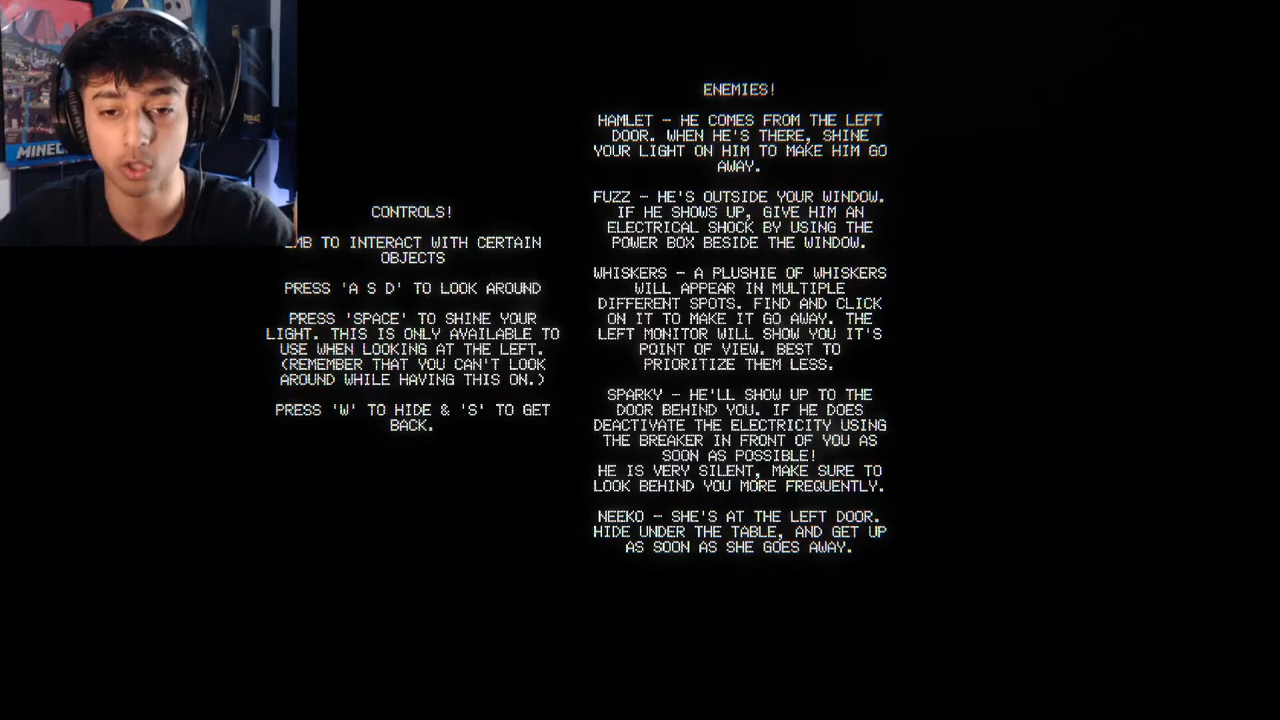 MINEC
CONTROLS!
TO INTERACT WITH CERTAIN
OBJECTS
PRESS 'A S D' TO LOOK AROUND
PRESS 'SPACE' TO SHINE YOUR
LIGHT. THIS IS ONLY AVAILABLE TO
USE WHEN LOOKING AT THE LEFT.
(REMEMBER THAT YOU CAN'T LOOK
AROUND WHILE HAVING THIS ON.)
PRESS 'W' TO HIDE & 'S' TO GET
BACK.
ENEMIES!
HAMLET - HE COMES FROM THE LEFT
DOOR. WHEN HE'S THERE, SHINE
YOUR LIGHT ON HIM TO MAKE HIM GO
AWAY.
FUZZ - HE'S OUTSIDE YOUR WINDOW.
IF HE SHOWS UP, GIVE HIM AN
ELECTRICAL SHOCK BY USING THE
POWER BOX BESIDE THE WINDOW.
WHISKERS - A PLUSHIE OF WHISKERS
WILL APPEAR IN MULTIPLE
DIFFERENT SPOTS. FIND AND CLICK
ON IT TO MAKE IT GO AWAY. THE
LEFT MONITOR WILL SHOW YOU IT'S
POINT OF VIEW. BEST TO
PRIORITIZE THEM LESS.
SPARKY - HE'LL SHOW UP TO THE
DOOR BEHIND YOU. IF HE DOES
DEACTIVATE THE ELECTRICITY USING
THE BREAKER IN FRONT OF YOU AS
SOON AS POSSIBLE!
HE IS VERY SILENT, MAKE SURE TO
LOOK BEHIND YOU MORE FREQUENTLY.
NEEKO - SHE'S AT THE LEFT DOOR.
HIDE UNDER THE TABLE, AND GET UP
AS SOON AS SHE GOES AWAY.